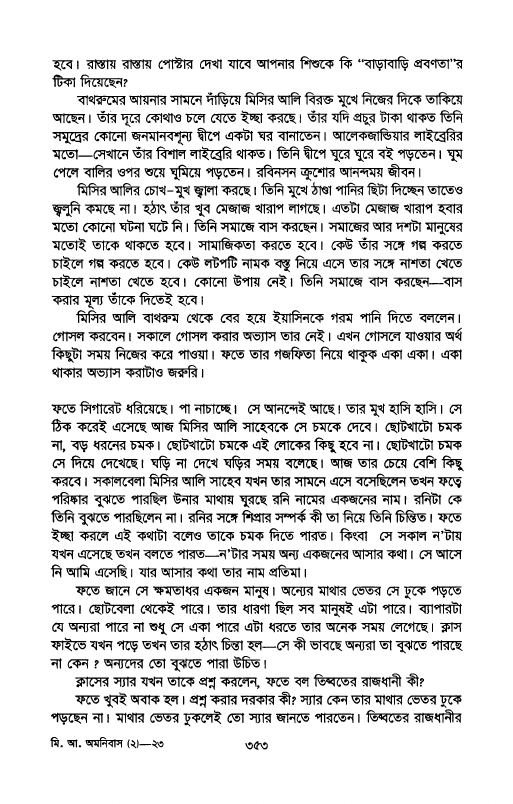 হবে। রাস্তায় রাস্তায় পোস্টার দেখা যাবে আপনার শিশুকে কি “বাড়াবাড়ি প্রবণতা”র
টিকা দিয়েছেন?
বাথরুমের আয়নার সামনে দাঁড়িয়ে মিসির আলি বিরক্ত মুখে নিজের দিকে তাকিয়ে
আছেন। তাঁর দূরে কোথাও চলে যেতে ইচ্ছা করছে। তাঁর যদি প্রচুর টাকা থাকত তিনি
সমুদ্রের কোনো জনমানবশূন্য দ্বীপে একটা ঘর বানাতেন। আলেকজান্ডিয়ার লাইব্রেরির
মতো—সেখানে তাঁর বিশাল লাইব্রেরি থাকত। তিনি দ্বীপে ঘুরে ঘুরে বই পড়তেন। ঘুম
পেলে বালির ওপর শুয়ে ঘুমিয়ে পড়তেন। রবিনসন ক্রুশোর আনন্দময় জীবন।
মিসির আলির চোখ-মুখ জ্বালা করছে। তিনি মুখে ঠাণ্ডা পানির ছিটা দিচ্ছেন তাতেও
জ্বলুনি কমছে না। হঠাৎ তাঁর খুব মেজাজ খারাপ লাগছে। এতটা মেজাজ খারাপ হবার
মতো কোনো ঘটনা ঘটে নি। তিনি সমাজে বাস করছেন। সমাজের আর দশটা মানুষের
মতোই তাকে থাকতে হবে। সামাজিকতা করতে হবে। কেউ তাঁর সঙ্গে গল্প করতে
চাইলে গল্প করতে হবে। কেউ লটপটি নামক বস্তু নিয়ে এসে তার সঙ্গে নাশতা খেতে
চাইলে নাশতা খেতে হবে। কোনো উপায় নেই। তিনি সমাজে বাস করছেন—বাস
করার মূল্য তাঁকে দিতেই হবে।
মিসির আলি বাথরুম থেকে বের হয়ে ইয়াসিনকে গরম পানি দিতে বললেন।
গোসল করবেন। সকালে গোসল করার অভ্যাস তার নেই। এখন গোসলে যাওয়ার অর্থ
কিছুটা সময় নিজের করে পাওয়া। ফতে তার গজফিতা নিয়ে থাকুক একা একা। একা
থাকার অভ্যাস করাটাও জরুরি।
ফতে সিগারেট ধরিয়েছে। পা নাচাচ্ছে। সে আনন্দেই আছে। তার মুখ হাসি হাসি। সে
ঠিক করেই এসেছে আজ মিসির আলি সাহেবকে সে চমকে দেবে। ছোটখাটো চমক
না, বড় ধরনের চমক। ছোটখাটো চমকে এই লোকের কিছু হবে না। ছোটখাটো চমক
সে দিয়ে দেখেছে। ঘড়ি না দেখে ঘড়ির সময় বলেছে। আজ তার চেয়ে বেশি কিছু
করবে। সকালবেলা মিসির আলি সাহেব যখন তার সামনে এসে বসেছিলেন তখন ফতে
পরিষ্কার বুঝতে পারছিল উনার মাথায় ঘুরছে রনি নামের একজনের নাম। রনিটা কে
তিনি বুঝতে পারছিলেন না। রনির সঙ্গে শিপ্রার সম্পর্ক কী তা নিয়ে তিনি চিন্তিত। ফতে
ইচ্ছা করলে এই কথাটা বলেও তাকে চমক দিতে পারত। কিংবা সে সকাল ন'টায়
যখন এসেছে তখন বলতে পারত—ন'টার সময় অন্য একজনের আসার কথা। সে আসে
নি আমি এসেছি। যার আসার কথা তার নাম প্রতিমা।
ফতে জানে সে ক্ষমতাধর একজন মানুষ। অন্যের মাথার ভেতর সে ঢুকে পড়তে
পারে। ছোটবেলা থেকেই পারে। তার ধারণা ছিল সব মানুষই এটা পারে। ব্যাপারটা
যে অন্যরা পারে না শুধু সে একা পারে এটা ধরতে তার অনেক সময় লেগেছে। ক্লাস
ফাইভে যখন পড়ে তখন তার হঠাৎ চিন্তা হল—সে কী ভাবছে অন্যরা তা বুঝতে পারছে
না কেন ? অন্যদের তো বুঝতে পারা উচিত।
ক্লাসের স্যার যখন তাকে প্রশ্ন করলেন, ফতে বল তিব্বতের রাজধানী কী?
ফতে খুবই অবাক হল। প্রশ্ন করার দরকার কী? স্যার কেন তার মাথার ভেতর ঢুকে
পড়ছেন না। মাথার ভেতর ঢুকলেই তো স্যার জানতে পারতেন। তিব্বতের রাজধানীর
মি. আ. অমনিবাস (২)—২৩
৩৫৩